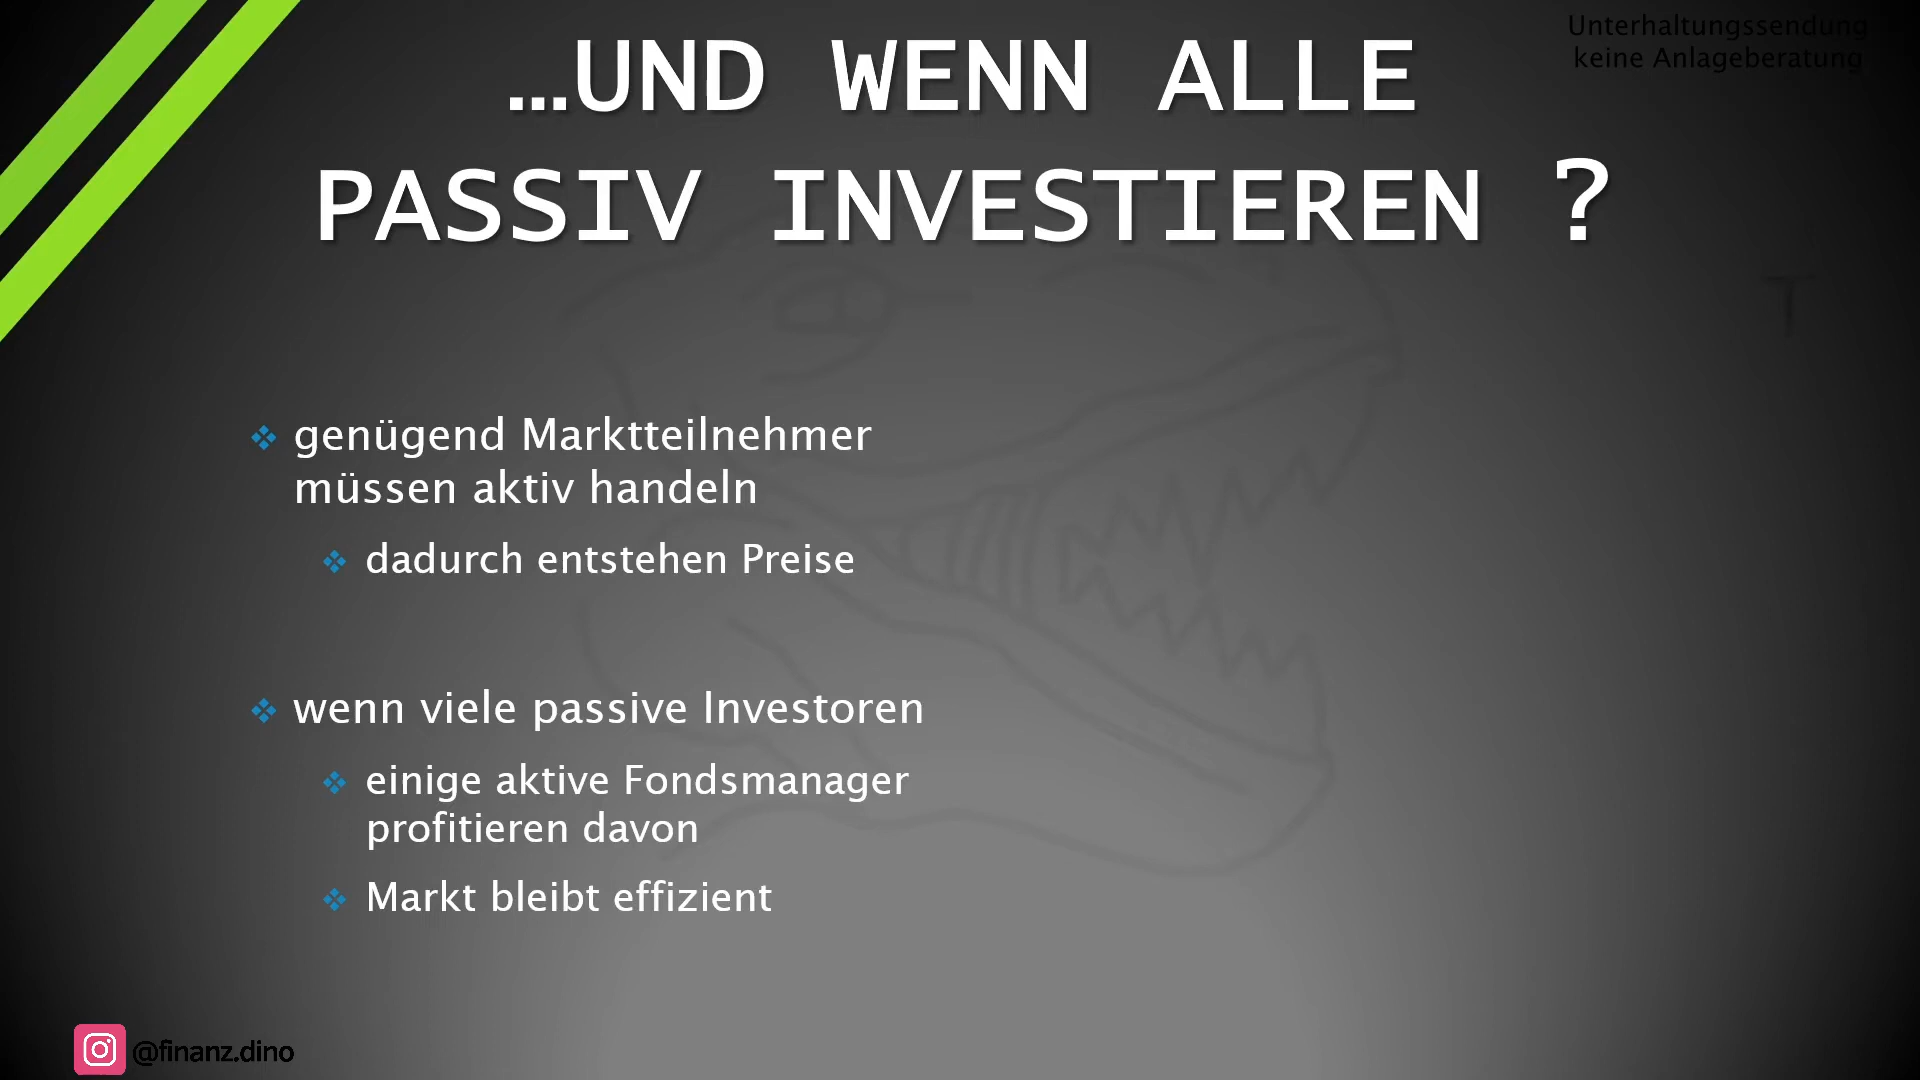 Unterhaltungssendung
keine Anlageberatung
…UND WENN ALLE
PASSIV INVESTIEREN ?
T
genügend Marktteilnehmer
müssen aktiv handeln
dadurch entstehen Preise
wenn viele passive Investoren
einige aktive Fondsmanager
profitieren davon
Markt bleibt effizient
@finanz.dino